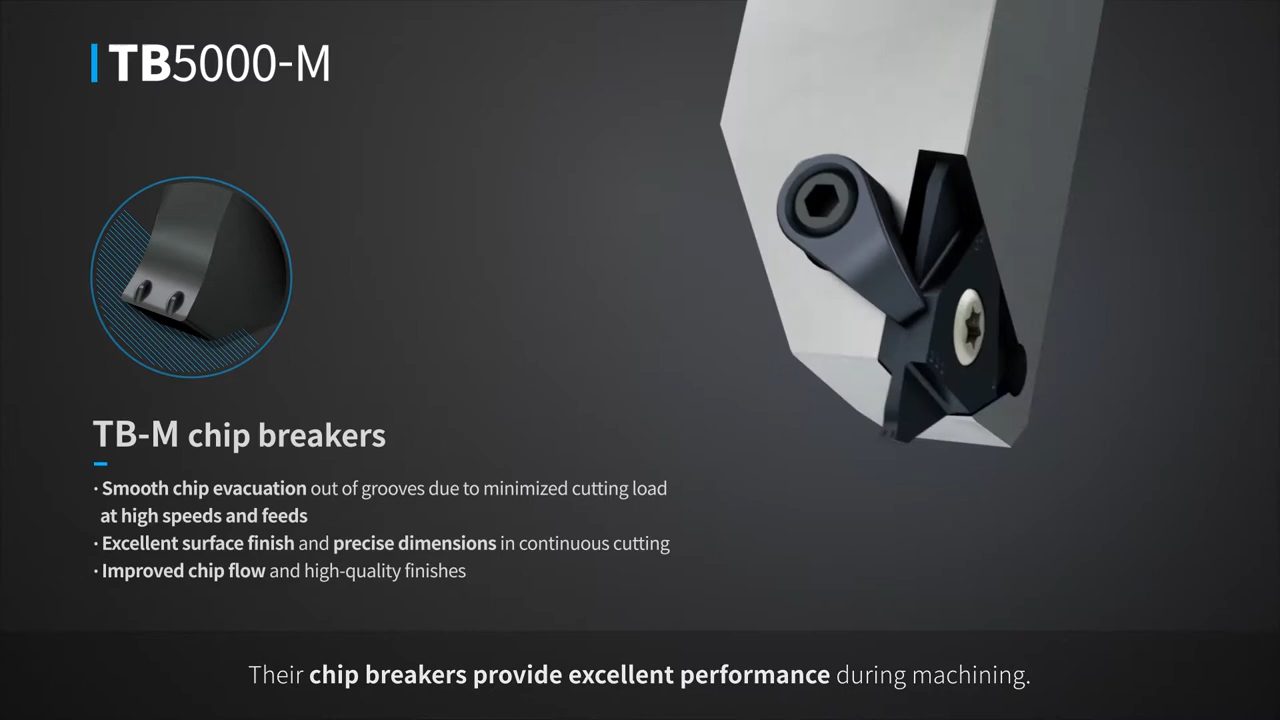 TB5000-M
TB-M chip breakers
· Smooth chip evacuation out of grooves due to minimized cutting load
at high speeds and feeds
· Excellent surface finish and precise dimensions in continuous cutting
· Improved chip flow and high-quality finishes
Their chip breakers provide excellent performance during machining.